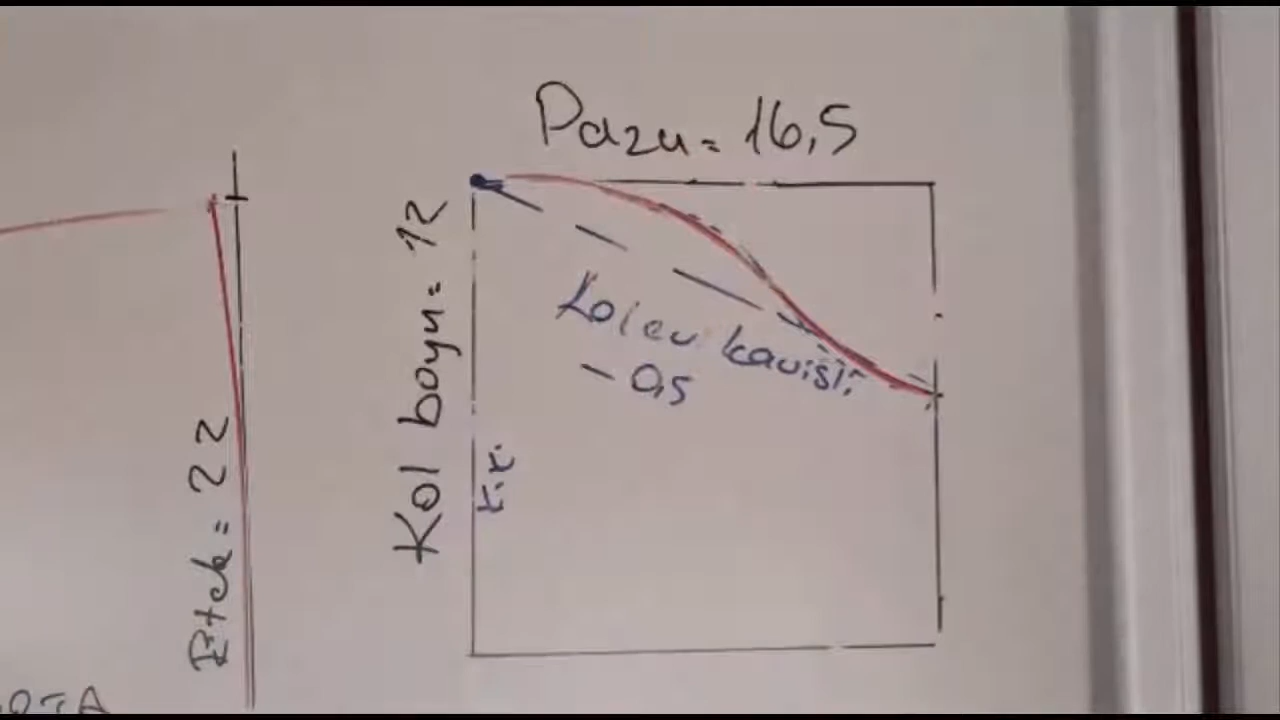 Pazu = 16,5
Kol boyu = 12
Kolev kavisi:
- 0,5
K.K.
Etek = 22